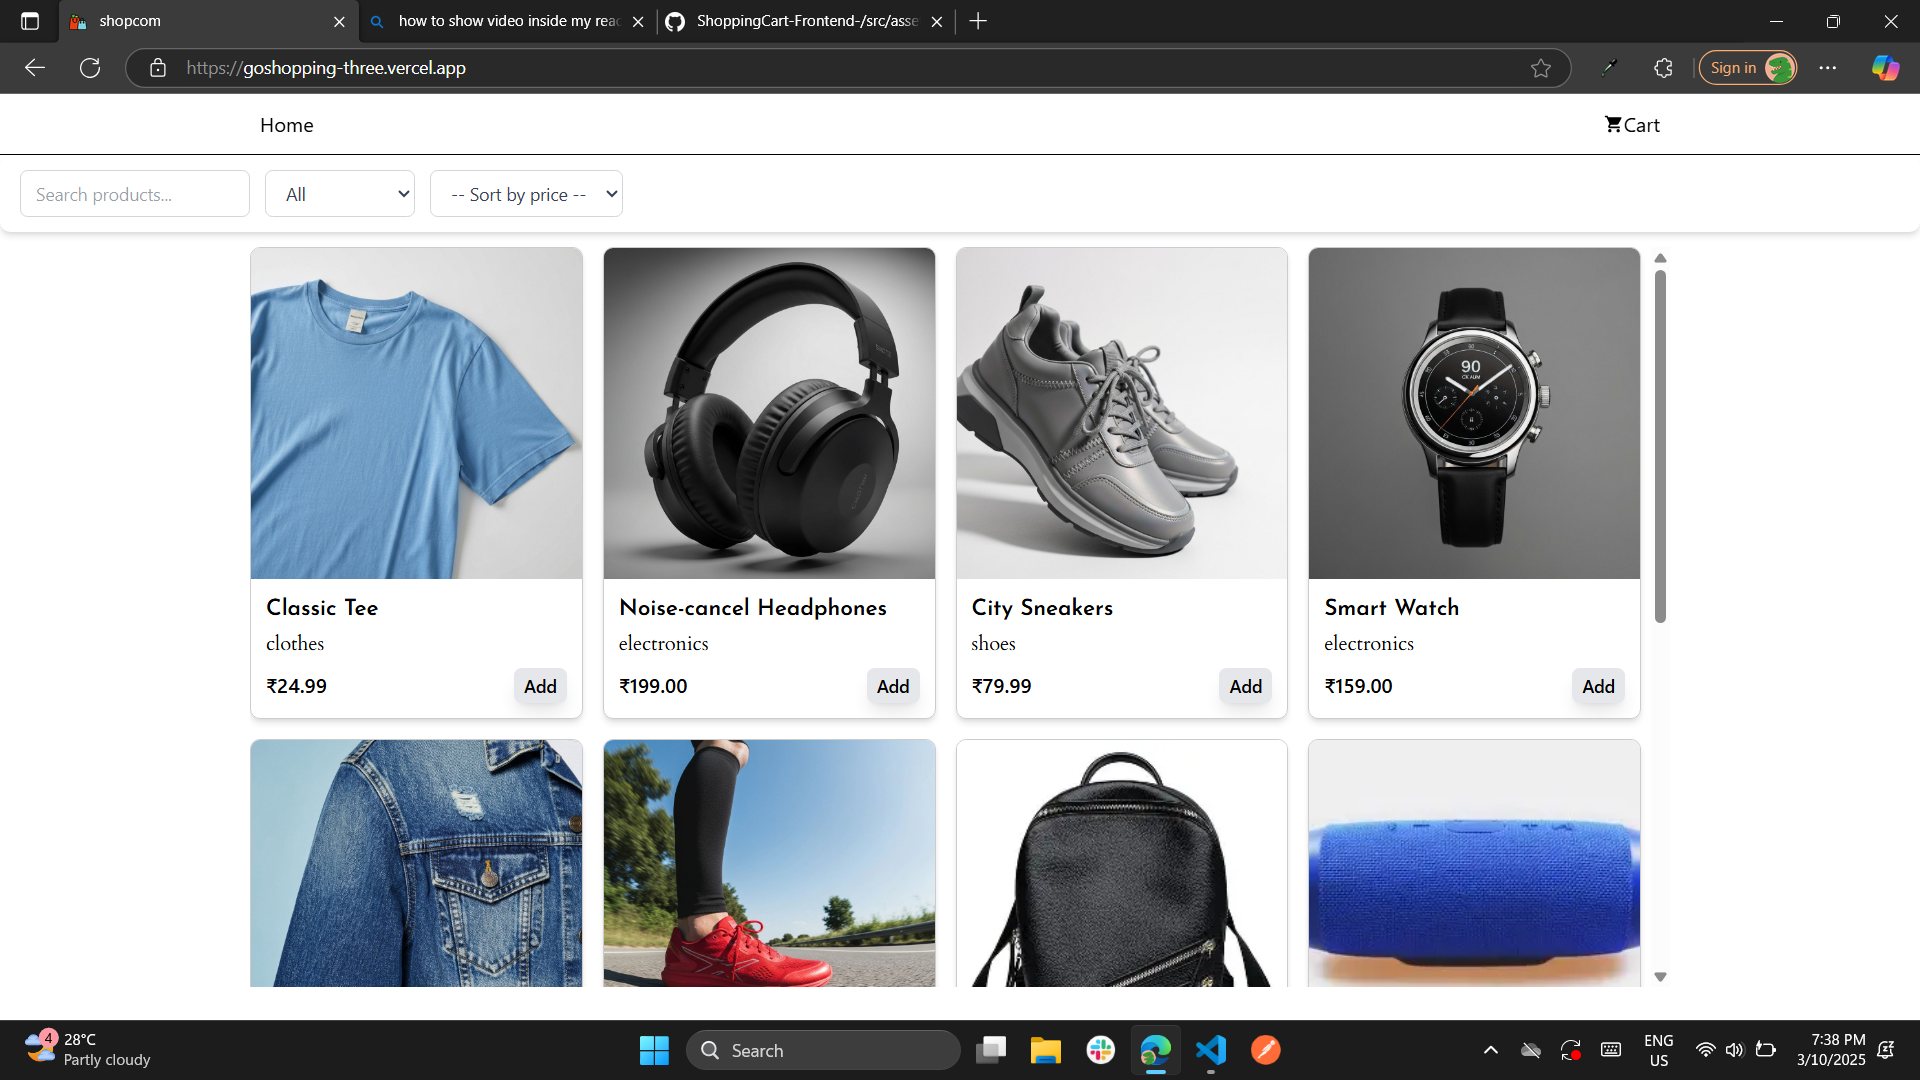 shopcom
how to show video inside my reac
ShoppingCart-Frontend-/src/asse
https://goshopping-three.vercel.app
Sign in
Home
Cart
Search products...
All
-- Sort by price --
90
Classic Tee
clothes
₹24.99
Add
Noise-cancel Headphones
electronics
₹199.00
Add
City Sneakers
shoes
₹79.99
Add
Smart Watch
electronics
₹159.00
Add
4
28°C
Partly cloudy
Search
ENG
US
7:38 PM
3/10/2025